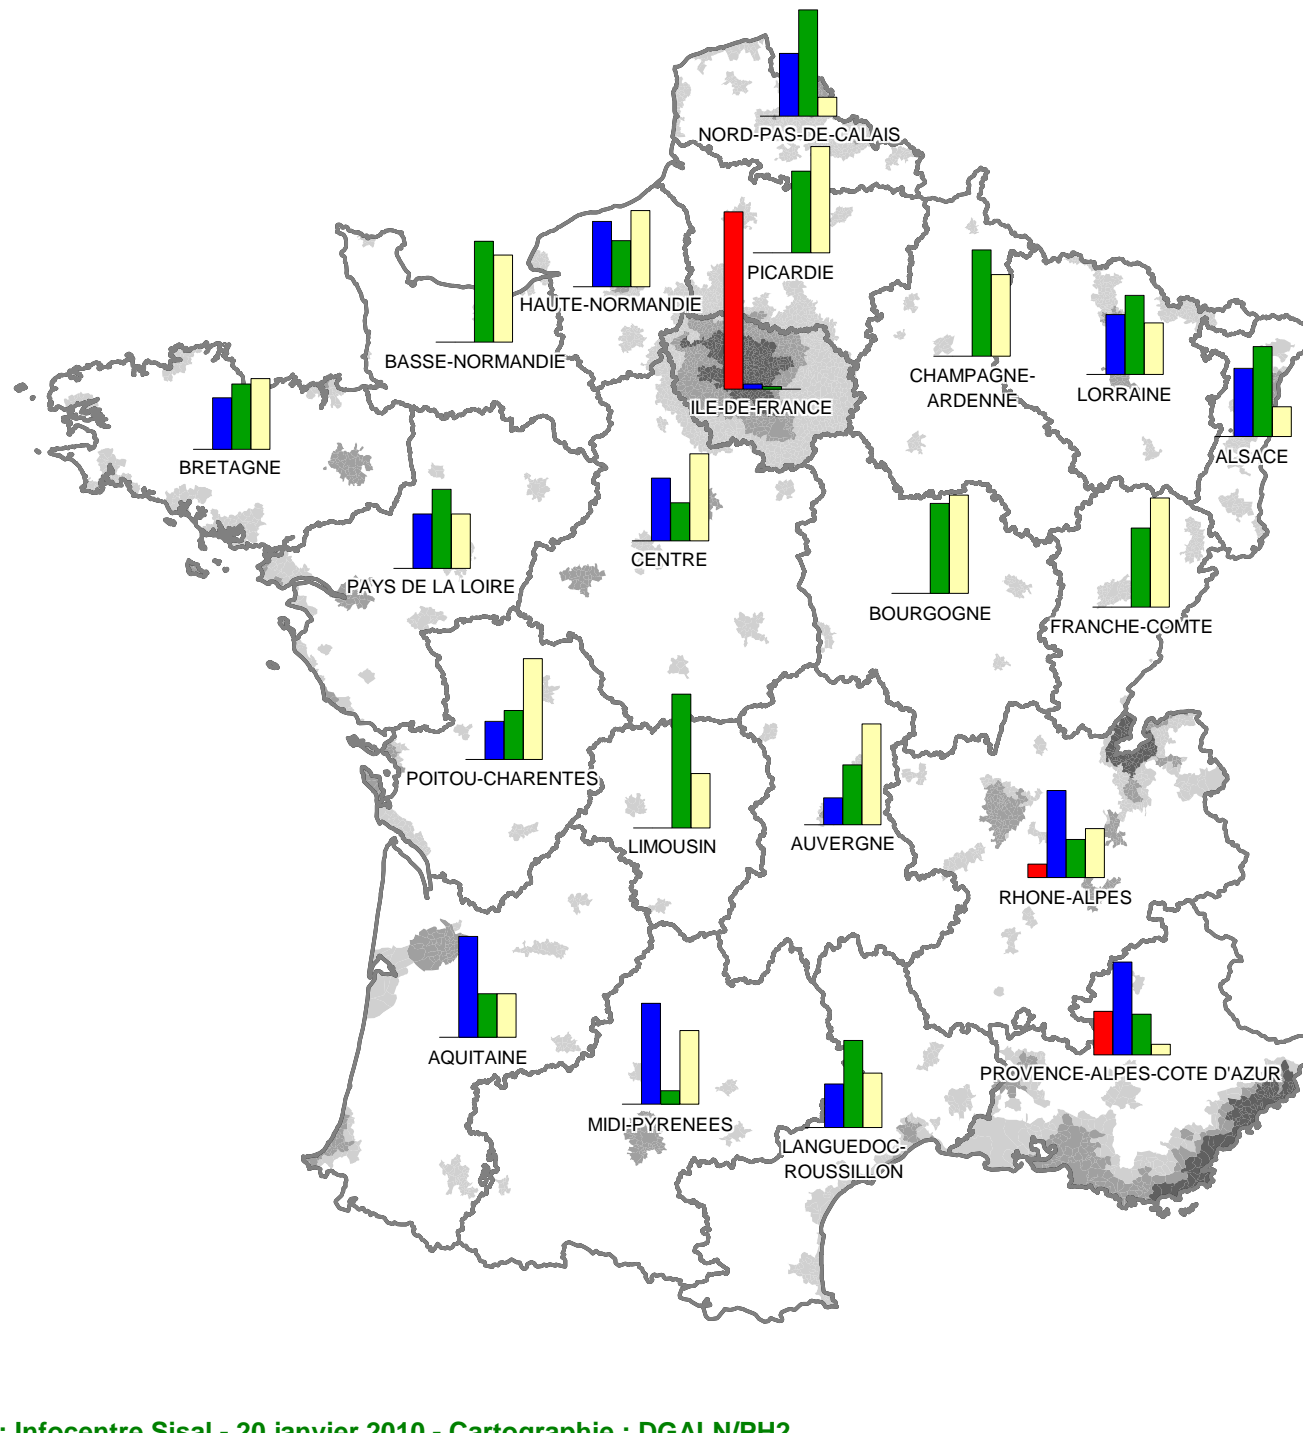 NORD-PAS-DE-CALAIS
PICARDIE
HAUTE-NORMANDIE
BASSE-NORMANDIE
CHAMPAGNE-
ARDENNE
LORRAINE
ILE-DE-FRANCE
ALSACE
BRETAGNE
CENTRE
PAYS DE LA LOIRE
BOURGOGNE
FRANCHE-COMTE
POITOU-CHARENTES
LIMOUSIN
AUVERGNE
RHONE-ALPES
AQUITAINE
PROVENCE-ALPES-COTE D'AZUR
MIDI-PYRENEES
LANGUEDOC-
ROUSSILLON
: Infocentre Sisal - 20 janvier 2010 - Cartographie : DGALN/PH2